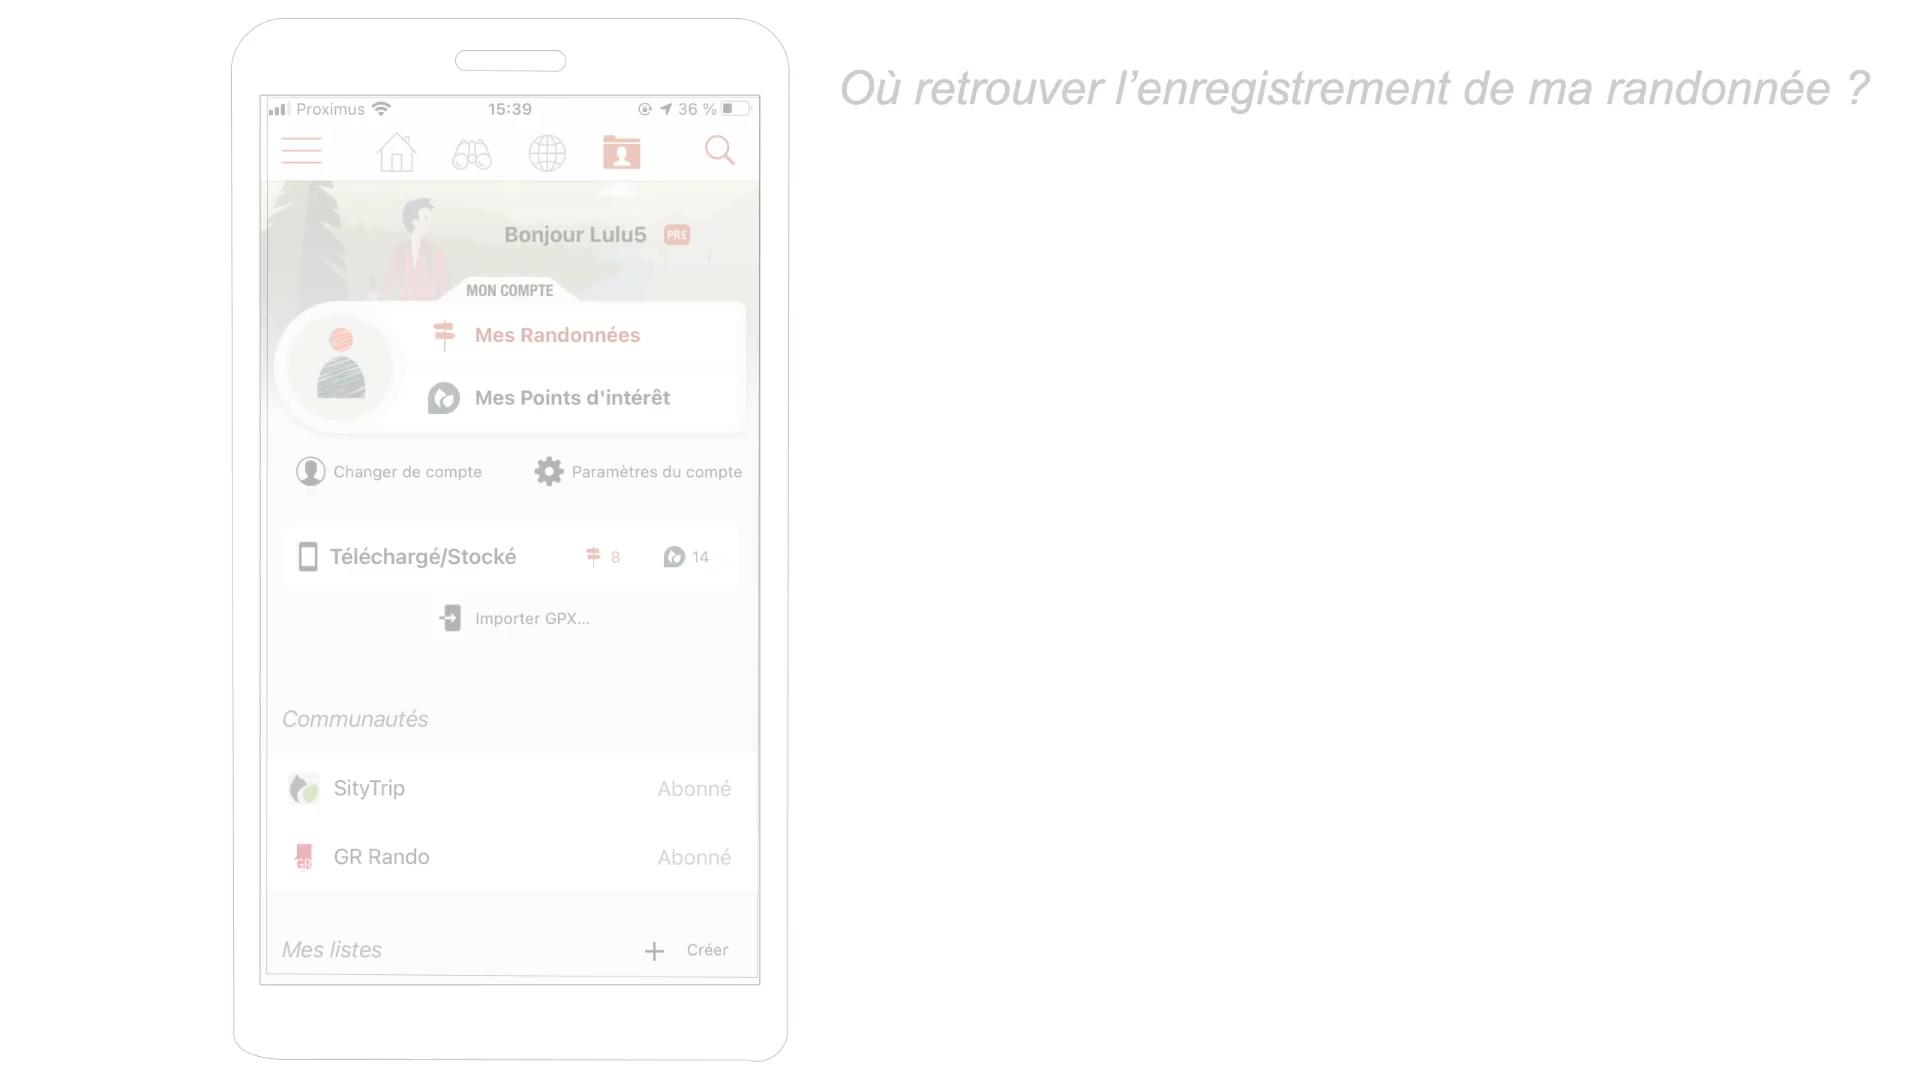 Où retrouver l’enregistrement de ma randonnée ?
Proximus 15:39 36 %
Bonjour Lulu5 PRE
MON COMPTE
Mes Randonnées
Mes Points d'intérêt
Changer de compte Paramètres du compte
Téléchargé/Stocké 8 14
Importer GPX...
Communautés
SityTrip Abonné
GR GR Rando Abonné
Mes listes + Créer